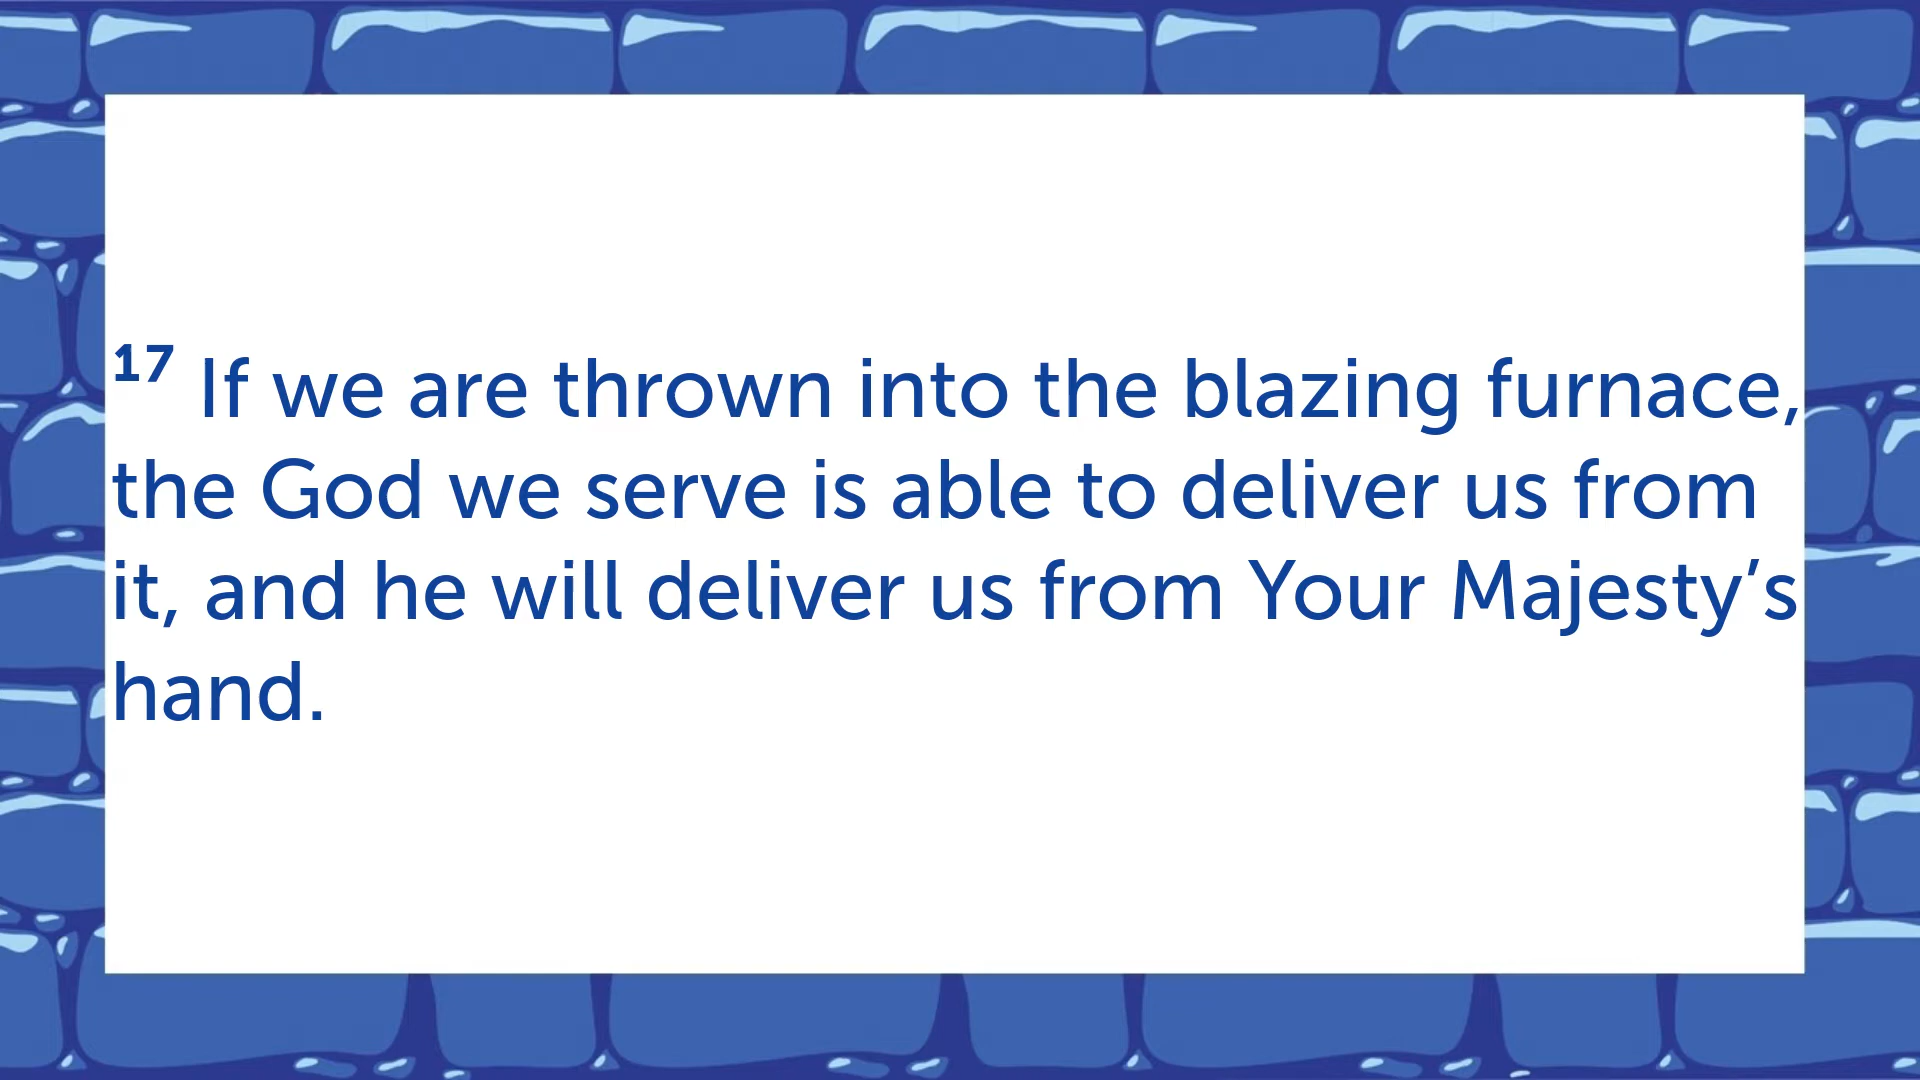 17 If we are thrown into the blazing furnace,
the God we serve is able to deliver us from
it, and he will deliver us from Your Majesty’s
hand.